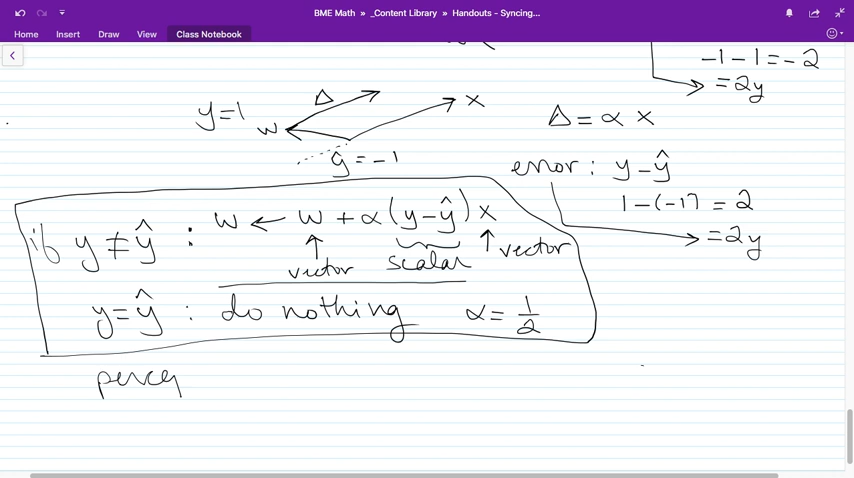 BME Math » _Content Library » Handouts - Syncing...
Home Insert Draw View Class Notebook
-1-1=-2
=2y
y=1 Δ x
w
ŷ=-1
Δ = α x
error: y-ŷ
1-(-1)=2
=2y
if y≠ŷ : w ← w + α(y-ŷ) x
vector scalar vector
y=ŷ : do nothing α = 1/2
percep